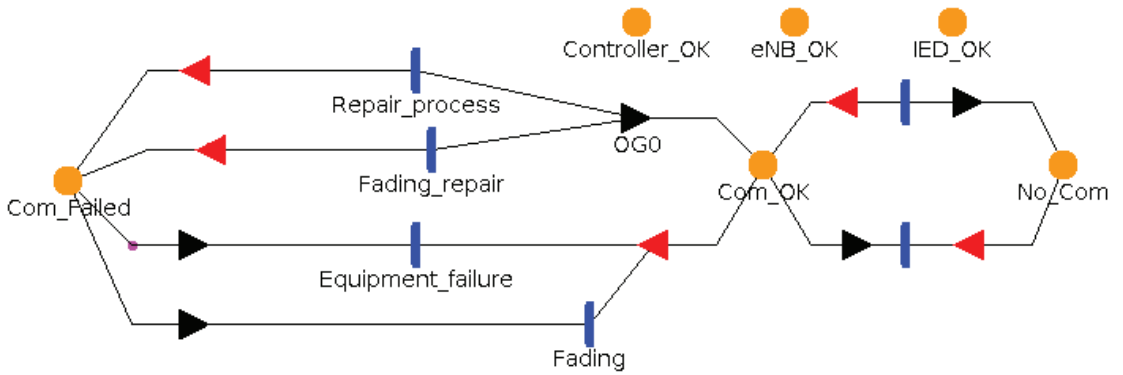 Controller_OK
eNB_OK
IED_OK
Repair_process
OG0
Fading_repair
Com_OK
No_Com
Com_Failed
Equipment_failure
Fading